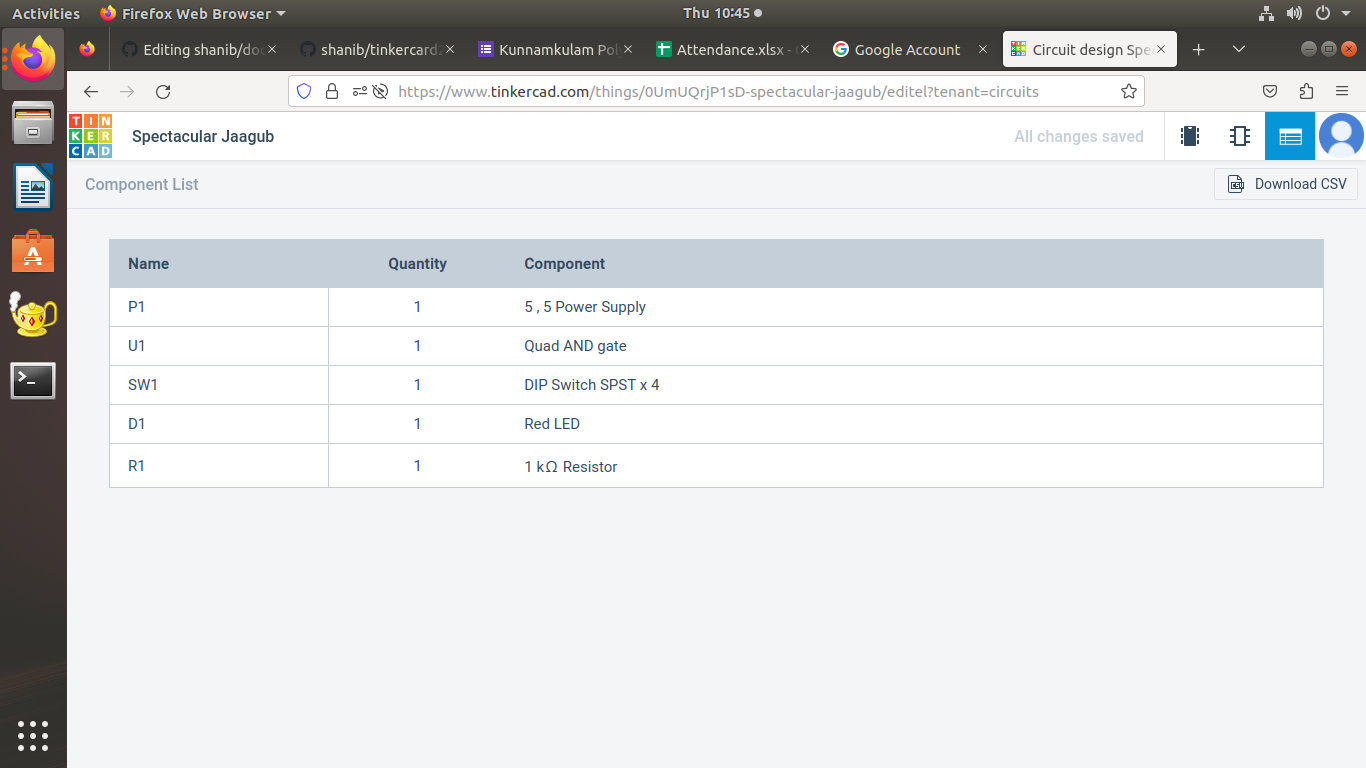 Activities Firefox Web Browser Thu 10:45
Editing shanib/doc shanib/tinkercard2 Kunnamkulam Pol Attendance.xlsx - Google Account Circuit design Spe
https://www.tinkercad.com/things/0UmUQrjP1sD-spectacular-jaagub/editel?tenant=circuits
TIN
KER
CAD
Spectacular Jaagub All changes saved
Component List Download CSV
Name Quantity Component
P1 1 5 , 5 Power Supply
U1 1 Quad AND gate
SW1 1 DIP Switch SPST x 4
D1 1 Red LED
R1 1 1 kΩ Resistor